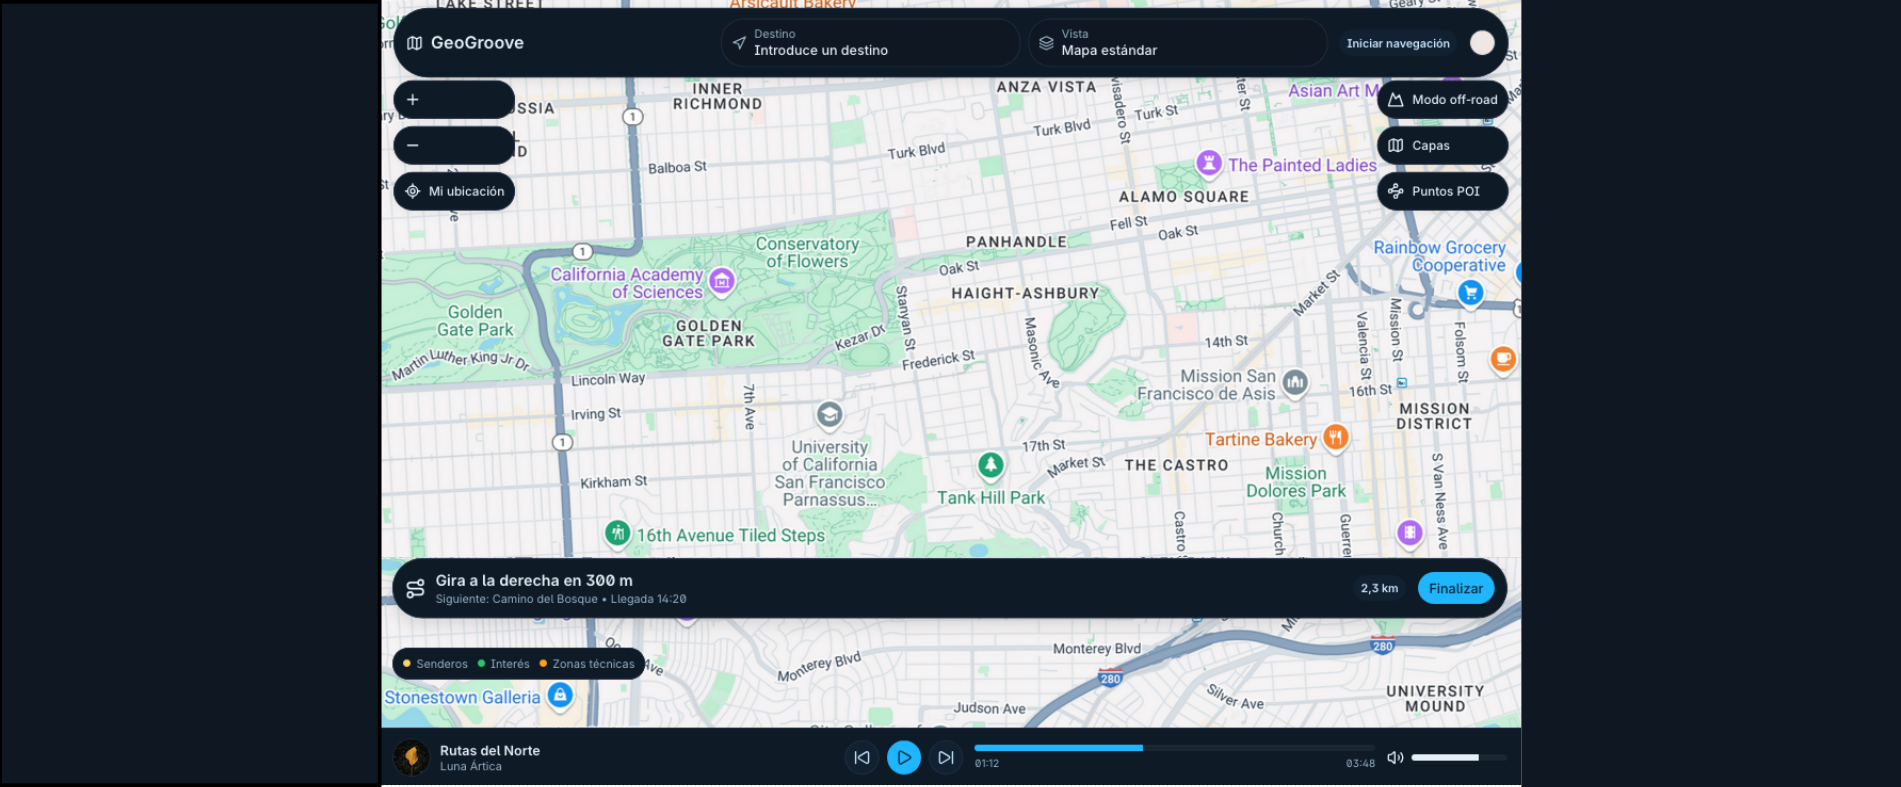 LAKE STREET
Arsicault Bakery
Geary St
GeoGroove
Destino
Introduce un destino
Vista
Mapa estándar
Iniciar navegación
+
−
Mi ubicación
Modo off-road
Capas
Puntos POI
INNER
RICHMOND
ANZA VISTA
Asian Art M
SSIA
D
1
Turk Blvd
Turk St
Turk Blvd
Balboa St
The Painted Ladies
ALAMO SQUARE
Fell St
Oak St
PANHANDLE
Oak St
Conservatory
of Flowers
1
California Academy
of Sciences
Rainbow Grocery
Cooperative
HAIGHT-ASHBURY
Market St
Golden
Gate Park
GOLDEN
GATE PARK
Stanyan St
Kezar Dr
Masonic Ave
Frederick St
14th St
Valencia St
Mission St
Folsom St
Martin Luther King Jr Dr
Lincoln Way
7th Ave
Mission San
Francisco de Asis
16th St
MISSION
DISTRICT
Irving St
1
University
of California
San Francisco
Parnassus...
17th St
Market St
Tartine Bakery
THE CASTRO
Mission
Dolores Park
Kirkham St
Tank Hill Park
S Van Ness Ave
Castro
Church
Guerre
16th Avenue Tiled Steps
Gira a la derecha en 300 m
Siguiente: Camino del Bosque • Llegada 14:20
2,3 km
Finalizar
Senderos
Interés
Zonas técnicas
Ave
Monterey Blvd
Monterey Blvd
280
280
Stonestown Galleria
Judson Ave
Silver Ave
UNIVERSITY
MOUND
Rutas del Norte
Luna Ártica
01:12
03:48